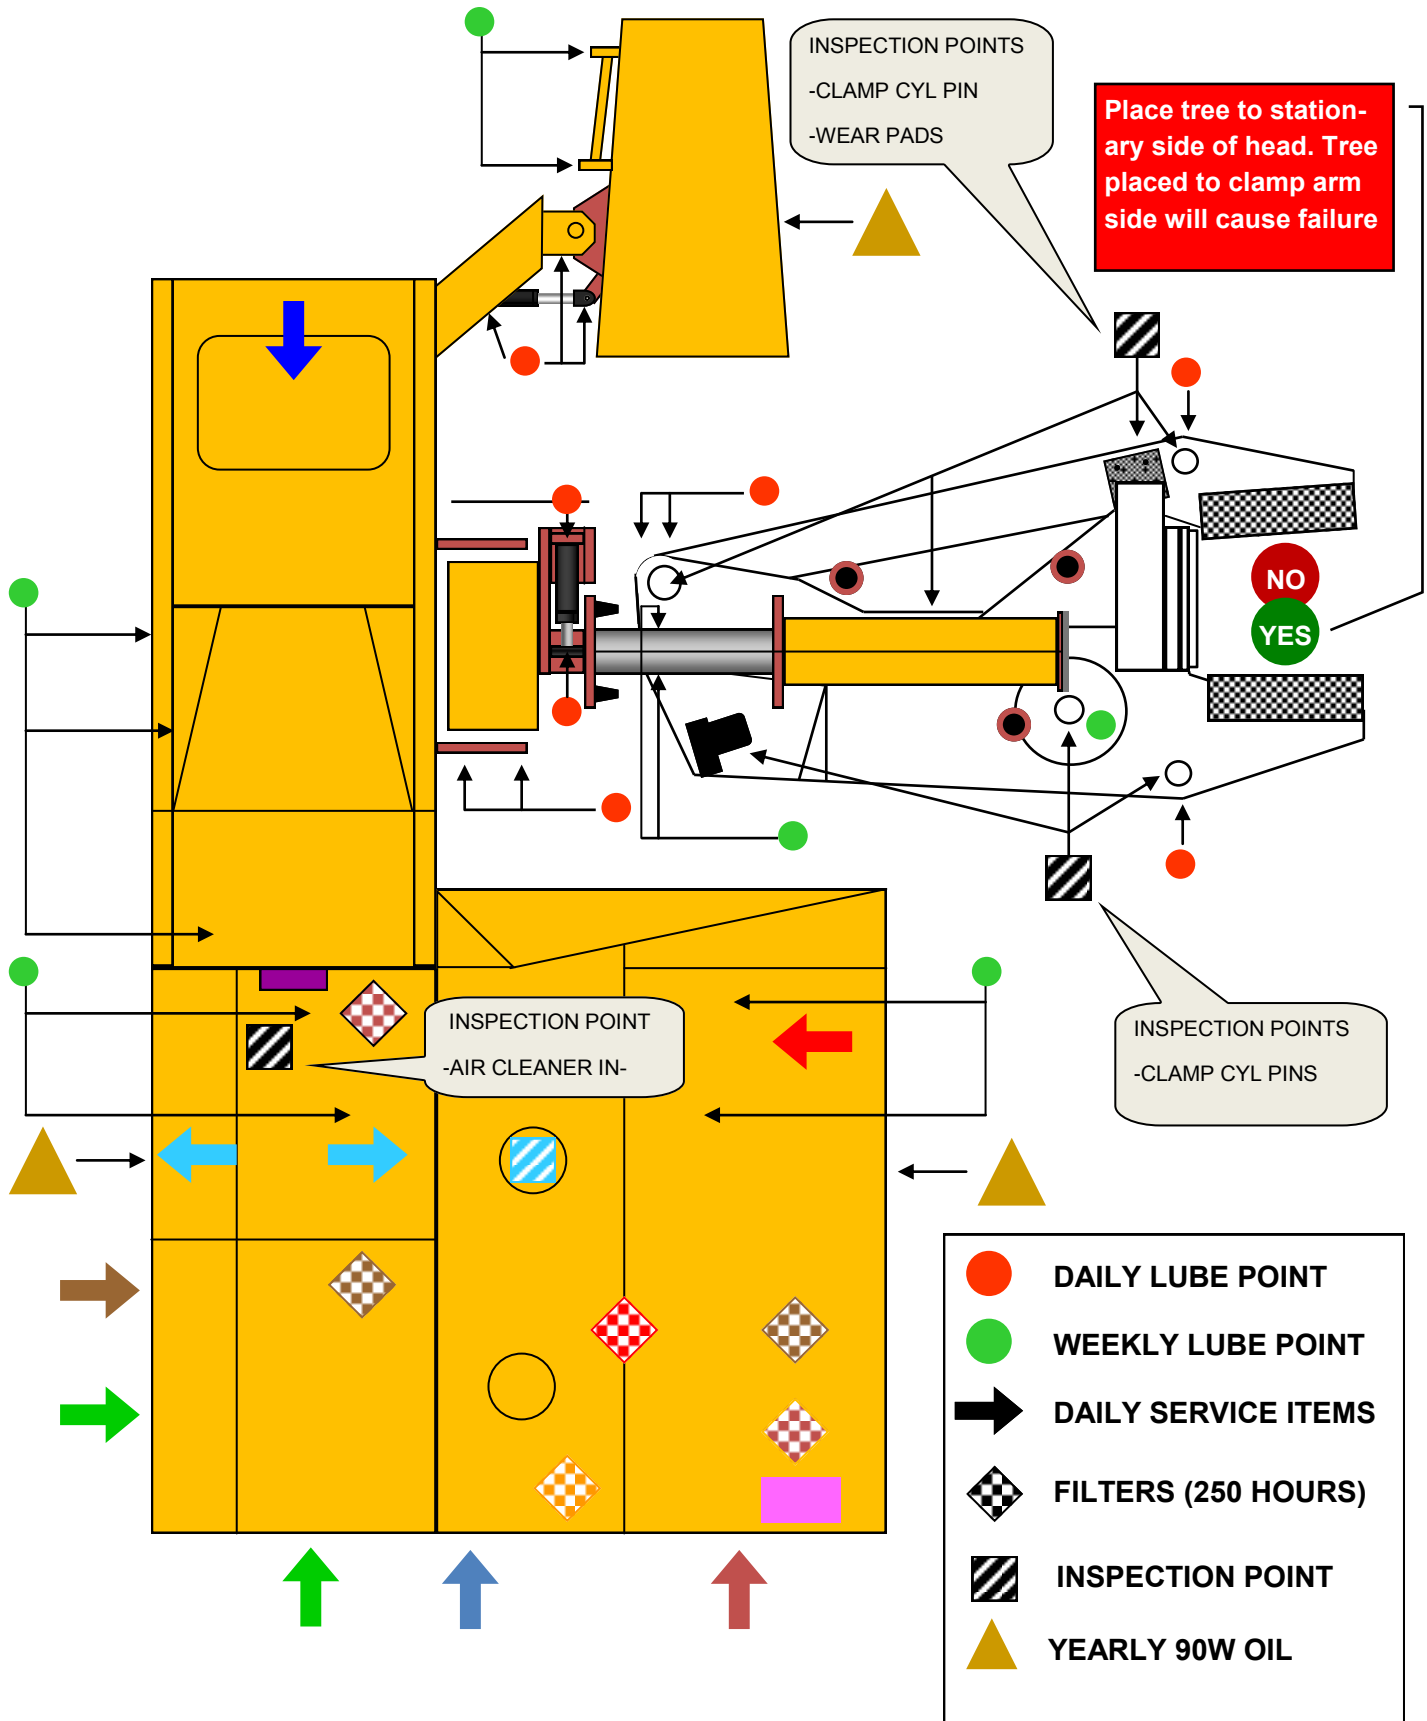 INSPECTION POINTS
-CLAMP CYL PIN
-WEAR PADS
Place tree to station-
ary side of head. Tree
placed to clamp arm
side will cause failure
NO
YES
INSPECTION POINT
-AIR CLEANER IN-
INSPECTION POINTS
-CLAMP CYL PINS
DAILY LUBE POINT
WEEKLY LUBE POINT
DAILY SERVICE ITEMS
FILTERS (250 HOURS)
INSPECTION POINT
YEARLY 90W OIL